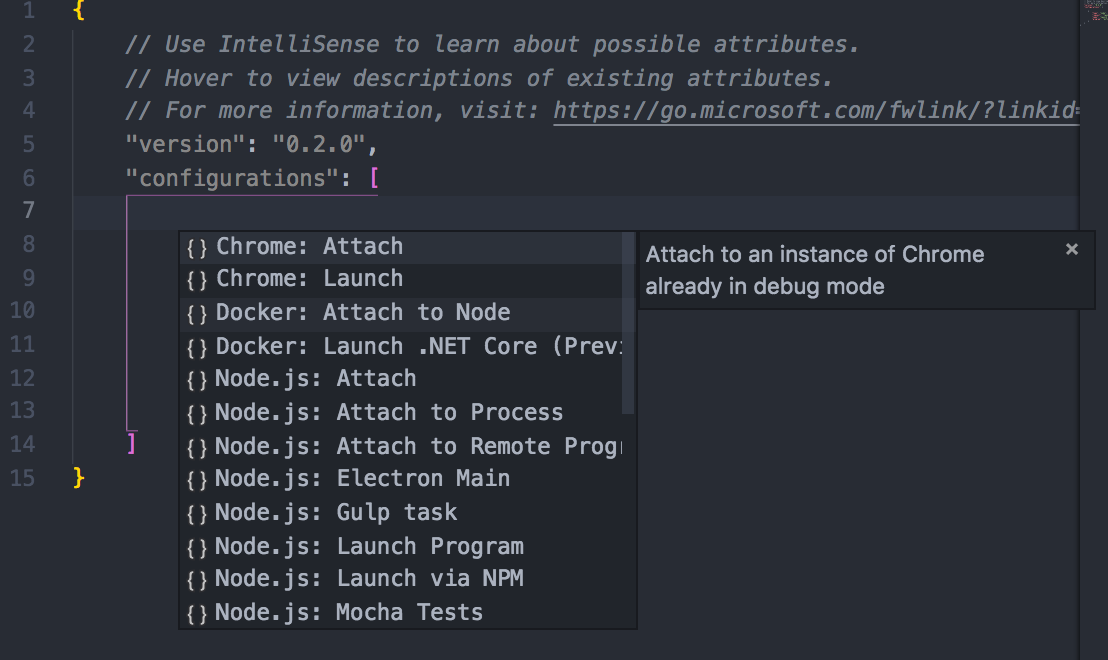 1 {
2 // Use IntelliSense to learn about possible attributes.
3 // Hover to view descriptions of existing attributes.
4 // For more information, visit: https://go.microsoft.com/fwlink/?linkid=
5 "version": "0.2.0",
6 "configurations": [
7
8
9
10
11
12
13
14 ]
15 }
{} Chrome: Attach
{} Chrome: Launch
{} Docker: Attach to Node
{} Docker: Launch .NET Core (Previ
{} Node.js: Attach
{} Node.js: Attach to Process
{} Node.js: Attach to Remote Progr
{} Node.js: Electron Main
{} Node.js: Gulp task
{} Node.js: Launch Program
{} Node.js: Launch via NPM
{} Node.js: Mocha Tests
Attach to an instance of Chrome
already in debug mode
×